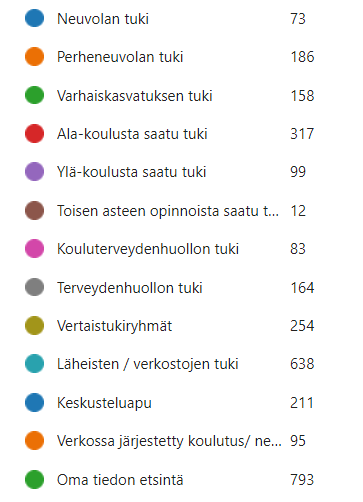 Neuvolan tuki 73
Perheneuvolan tuki 186
Varhaiskasvatuksen tuki 158
Ala-koulusta saatu tuki 317
Ylä-koulusta saatu tuki 99
Toisen asteen opinnoista saatu t... 12
Kouluterveydenhuollon tuki 83
Terveydenhuollon tuki 164
Vertaistukiryhmät 254
Läheisten / verkostojen tuki 638
Keskusteluapu 211
Verkossa järjestetty koulutus/ ne... 95
Oma tiedon etsintä 793